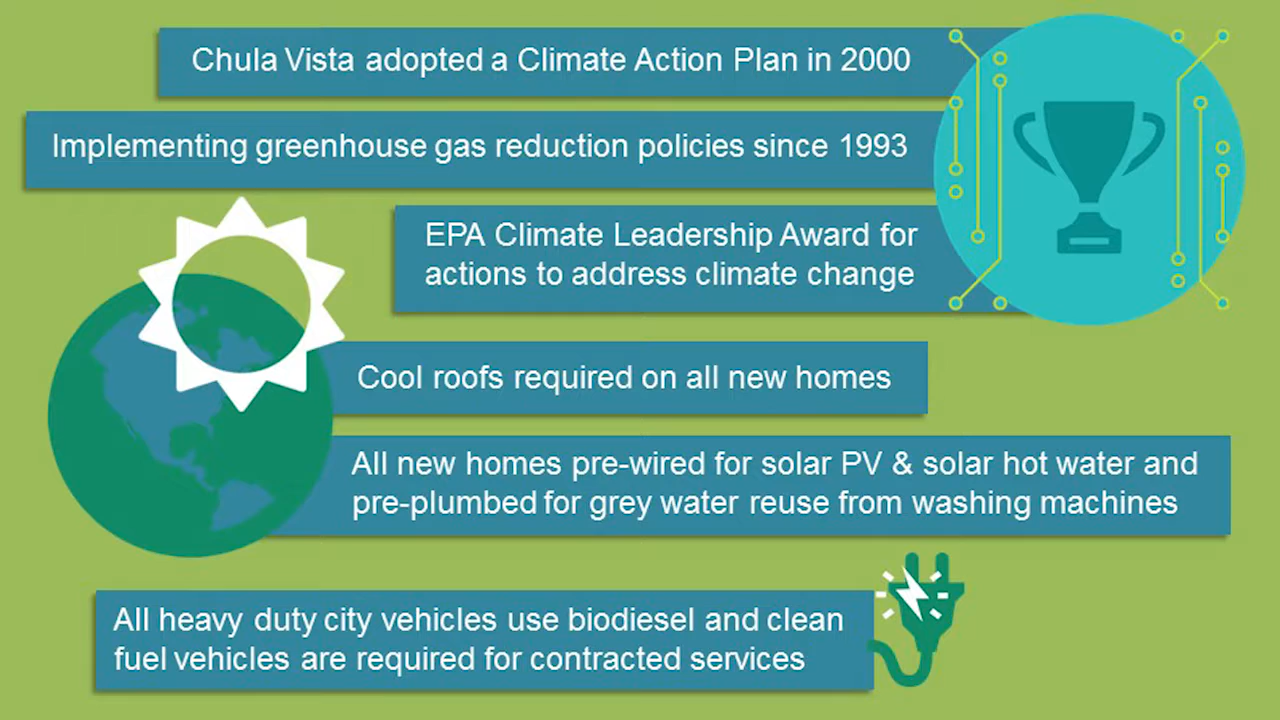 Chula Vista adopted a Climate Action Plan in 2000
Implementing greenhouse gas reduction policies since 1993
EPA Climate Leadership Award for
actions to address climate change
Cool roofs required on all new homes
All new homes pre-wired for solar PV & solar hot water and
pre-plumbed for grey water reuse from washing machines
All heavy duty city vehicles use biodiesel and clean
fuel vehicles are required for contracted services